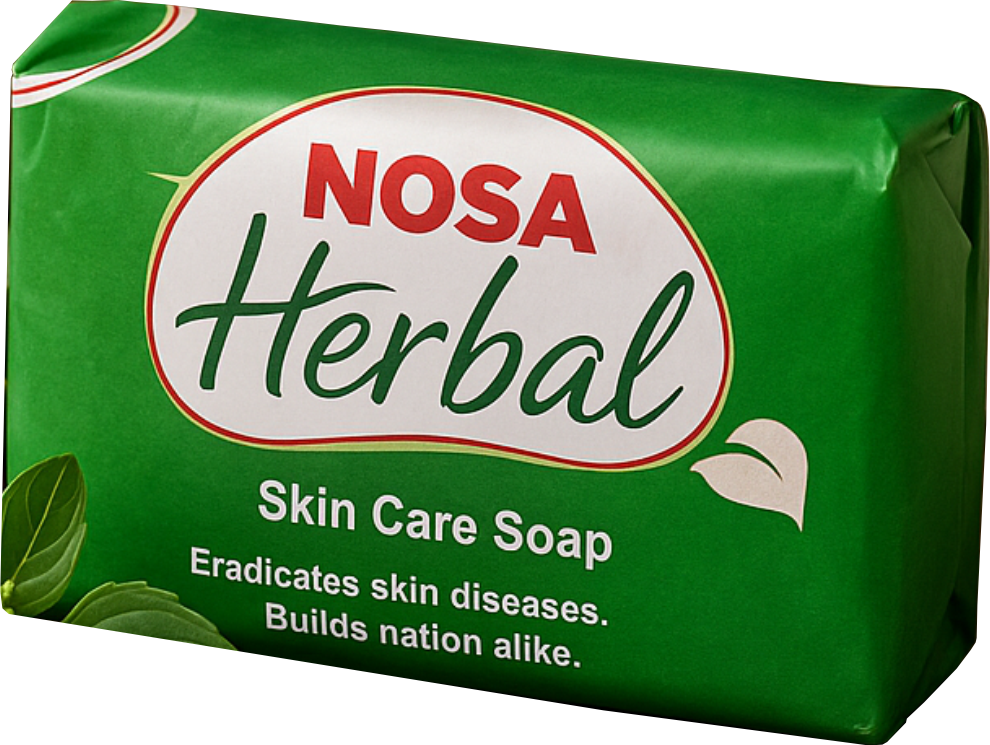 NOSA
Herbal
Skin Care Soap
Eradicates skin diseases.
Builds nation alike.